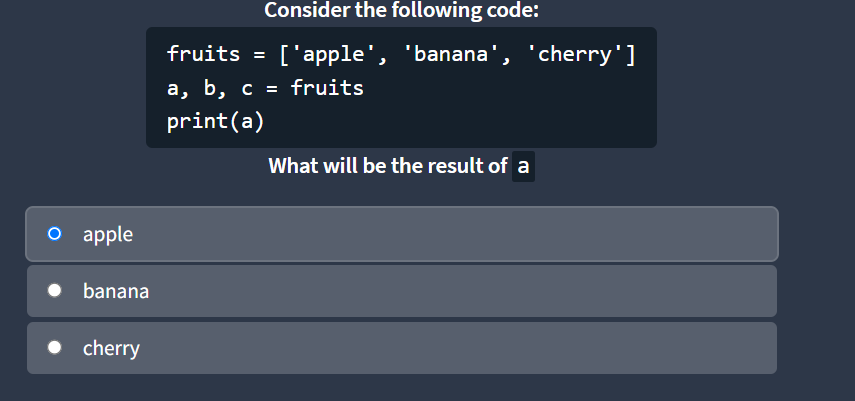 Consider the following code:
fruits = ['apple', 'banana', 'cherry']
a, b, c = fruits
print(a)
What will be the result of a
apple
banana
cherry